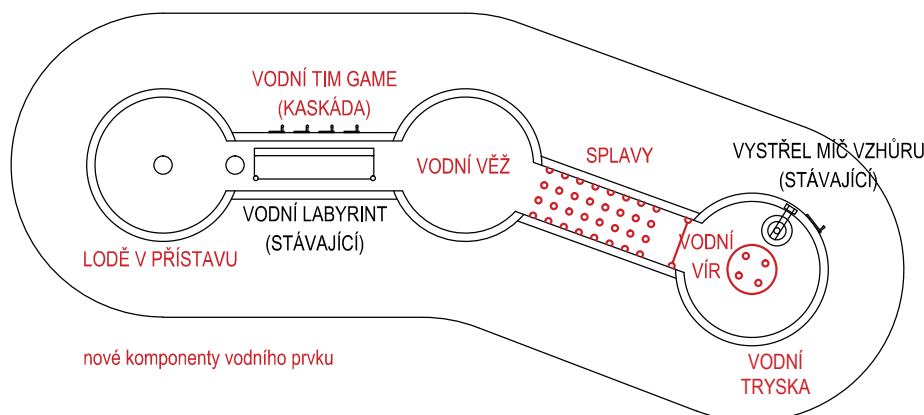 VODNÍ TIM GAME
(KASKÁDA)
VODNÍ VĚŽ
SPLAVY
VYSTŘEL MÍČ VZHŮRU
(STÁVAJÍCÍ)
VODNÍ LABYRINT
(STÁVAJÍCÍ)
LODĚ V PŘÍSTAVU
VODNÍ
VÍR
VODNÍ
TRYSKA
nové komponenty vodního prvku